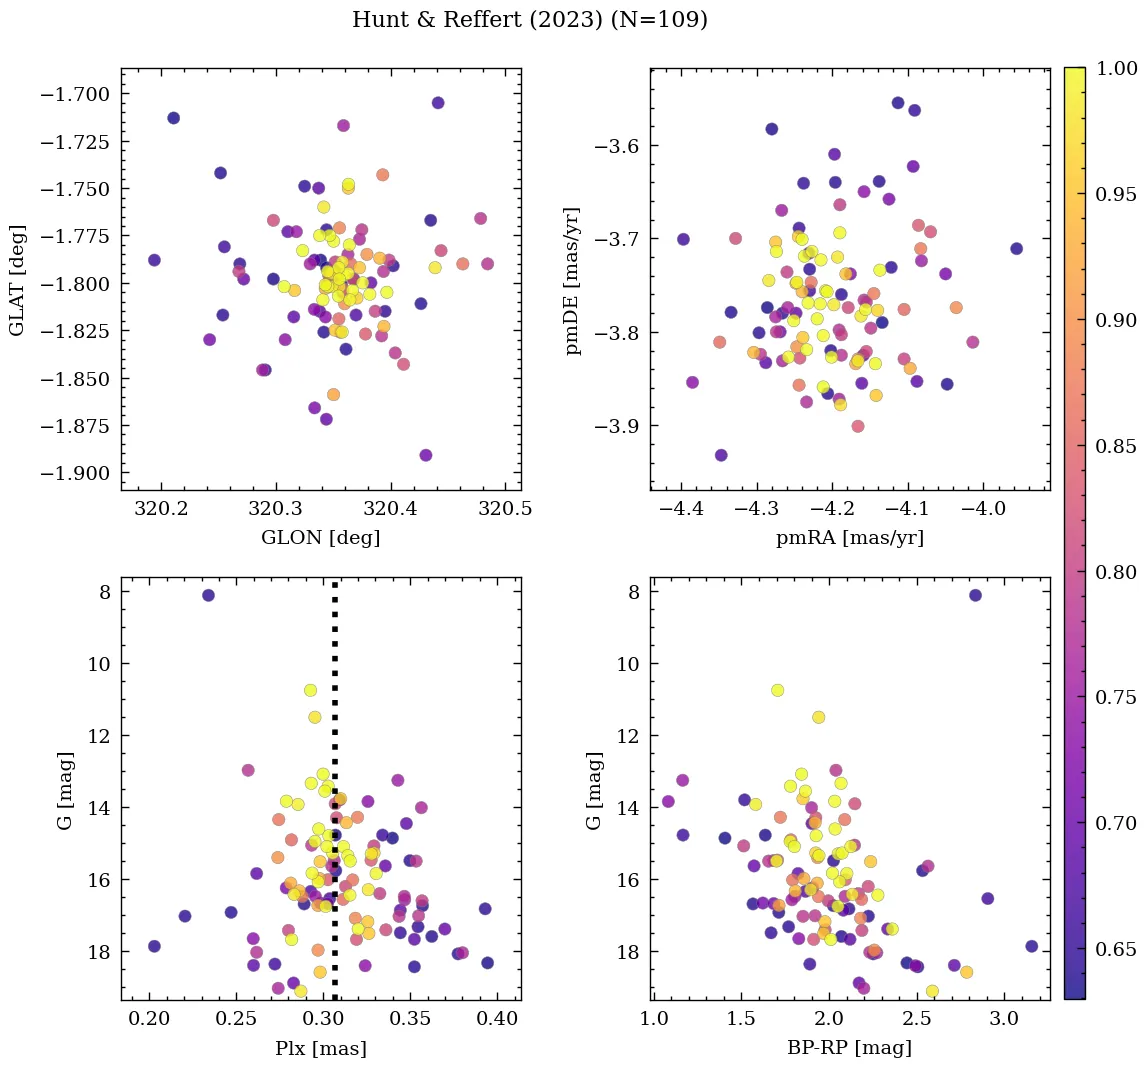 Hunt & Reffert (2023) (N=109)
−1.700
−1.725
−1.750
−1.775
−1.800
−1.825
−1.850
−1.875
−1.900
GLAT [deg]
320.2 320.3 320.4 320.5
GLON [deg]
−3.6
−3.7
−3.8
−3.9
pmDE [mas/yr]
−4.4 −4.3 −4.2 −4.1 −4.0
pmRA [mas/yr]
8
10
12
14
16
18
G [mag]
0.20 0.25 0.30 0.35 0.40
Plx [mas]
8
10
12
14
16
18
G [mag]
1.0 1.5 2.0 2.5 3.0
BP-RP [mag]
1.00
0.95
0.90
0.85
0.80
0.75
0.70
0.65